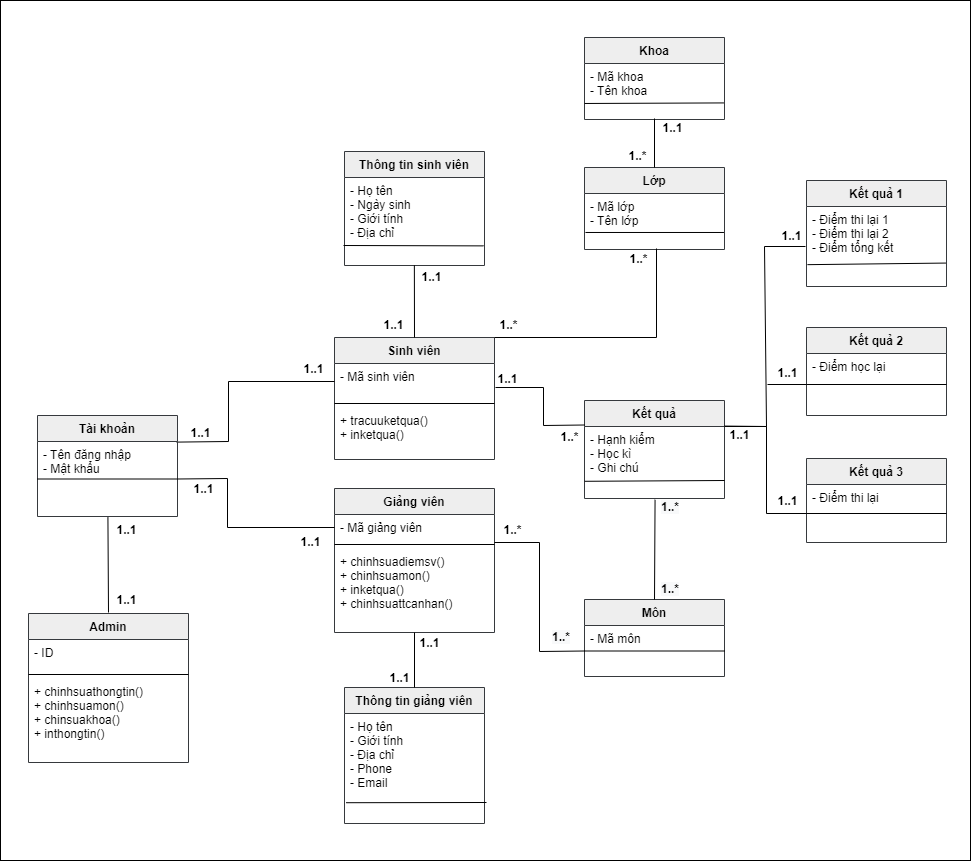 Khoa
- Mã khoa
- Tên khoa
1..1
1..*
Lớp
- Mã lớp
- Tên lớp
1..*
Thông tin sinh viên
- Họ tên
- Ngày sinh
- Giới tính
- Địa chỉ
1..1
1..1
1..*
Sinh viên
- Mã sinh viên
+ tracuuketqua()
+ inketqua()
1..1
1..1
1..1
1..*
Kết quả 1
- Điểm thi lại 1
- Điểm thi lại 2
- Điểm tổng kết
1..1
Kết quả 2
- Điểm học lại
1..1
Kết quả
- Hạnh kiểm
- Học kì
- Ghi chú
1..1
1..*
Kết quả 3
- Điểm thi lại
1..1
Tài khoản
- Tên đăng nhập
- Mật khẩu
1..1
1..1
1..1
Giảng viên
- Mã giảng viên
+ chinhsuadiemsv()
+ chinhsuamon()
+ inketqua()
+ chinhsuattcanhan()
1..1
1..*
1..*
1..*
Môn
- Mã môn
1..1
Admin
- ID
+ chinhsuathongtin()
+ chinhsuamon()
+ chinsuakhoa()
+ inthongtin()
1..1
1..1
Thông tin giảng viên
- Họ tên
- Giới tính
- Địa chỉ
- Phone
- Email